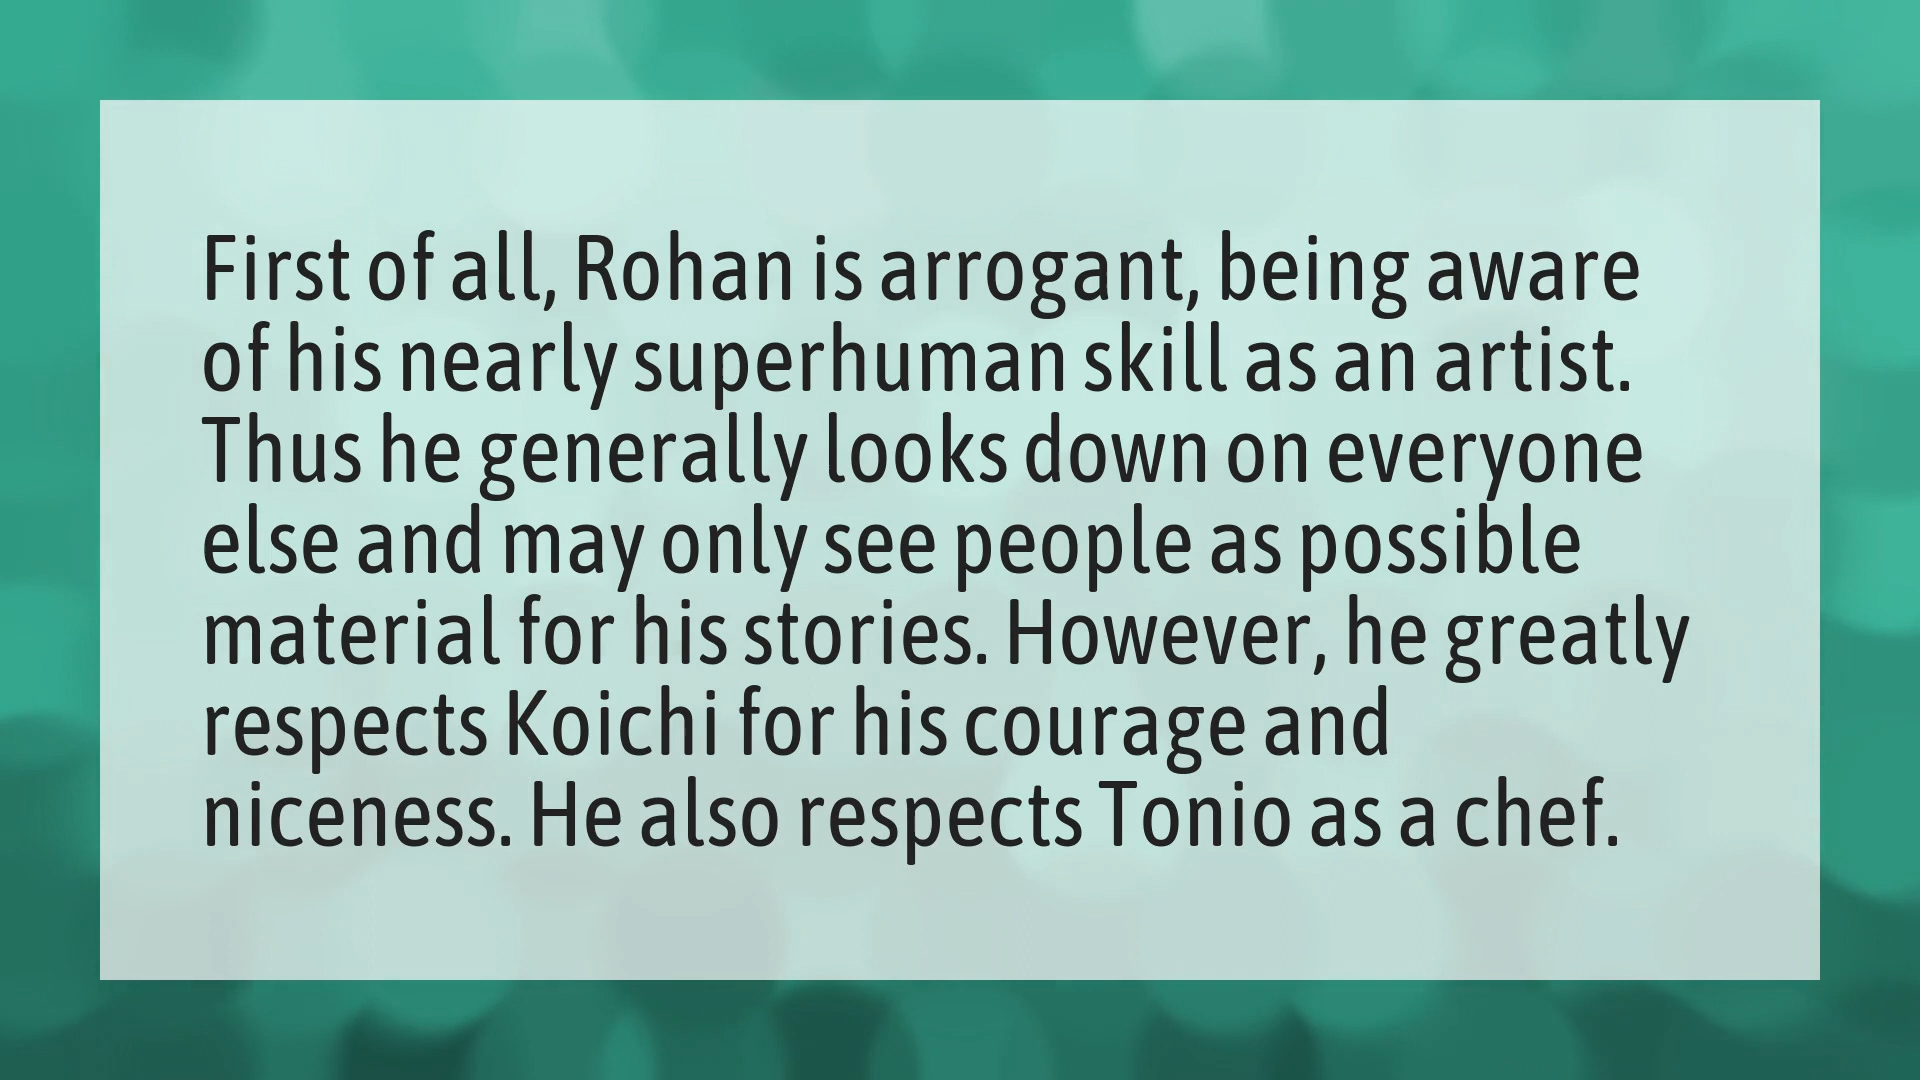 First of all, Rohan is arrogant, being aware
of his nearly superhuman skill as an artist.
Thus he generally looks down on everyone
else and may only see people as possible
material for his stories. However, he greatly
respects Koichi for his courage and
niceness. He also respects Tonio as a chef.